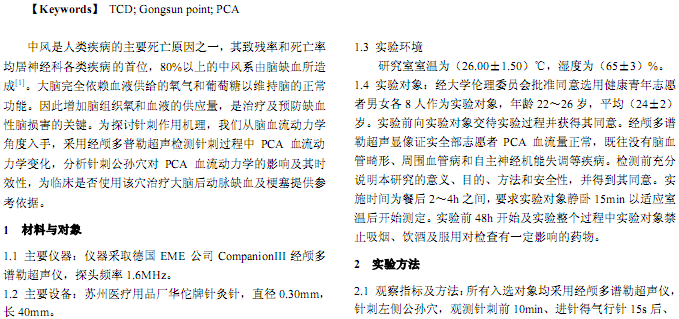 【Keywords】 TCD; Gongsun point; PCA
中风是人类疾病的主要死亡原因之一，其致残率和死亡率
均居神经科各类疾病的首位，80%以上的中风系由脑缺血所造
成[1]。大脑完全依赖血液供给的氧气和葡萄糖以维持脑的正常
功能。因此增加脑组织氧和血液的供应量，是治疗及预防缺血
性脑损害的关键。为探讨针刺作用机理，我们从脑血流动力学
角度入手，采用经颅多普勒超声检测针刺过程中 PCA 血流动
力学变化，分析针刺公孙穴对 PCA 血流动力学的影响及其时
效性，为临床是否使用该穴治疗大脑后动脉缺血及梗塞提供参
考依据。
1 材料与对象
1.1 主要仪器：仪器采取德国 EME 公司 CompanionIII 经颅多
谱勒超声仪，探头频率 1.6MHz。
1.2 主要设备：苏州医疗用品厂华佗牌针灸针，直径 0.30mm，
长 40mm。
1.3 实验环境
研究室室温为（26.00±1.50）℃，湿度为（65±3）%。
1.4 实验对象：经大学伦理委员会批准同意选用健康青年志愿
者男女各 8 人作为实验对象，年龄 22～26 岁，平均（24±2）
岁。实验前向实验对象交待实验过程并获得其同意。经颅多普
勒超声显像证实全部志愿者 PCA 血流量正常，既往没有脑血
管畸形、周围血管病和自主神经机能失调等疾病。检测前充分
说明本研究的意义、目的、方法和安全性，并得到其同意。实
施时间为餐后 2～4h 之间，要求实验对象静卧 15min 以适应室
温后开始测定。实验前 48h 开始及实验整个过程中实验对象禁
止吸烟、饮酒及服用对检查有一定影响的药物。
2 实验方法
2.1 观察指标及方法：所有入选对象均采用经颅多谱勒超声仪，
针刺左侧公孙穴，观测针刺前 10min、进针得气行针 15s 后、